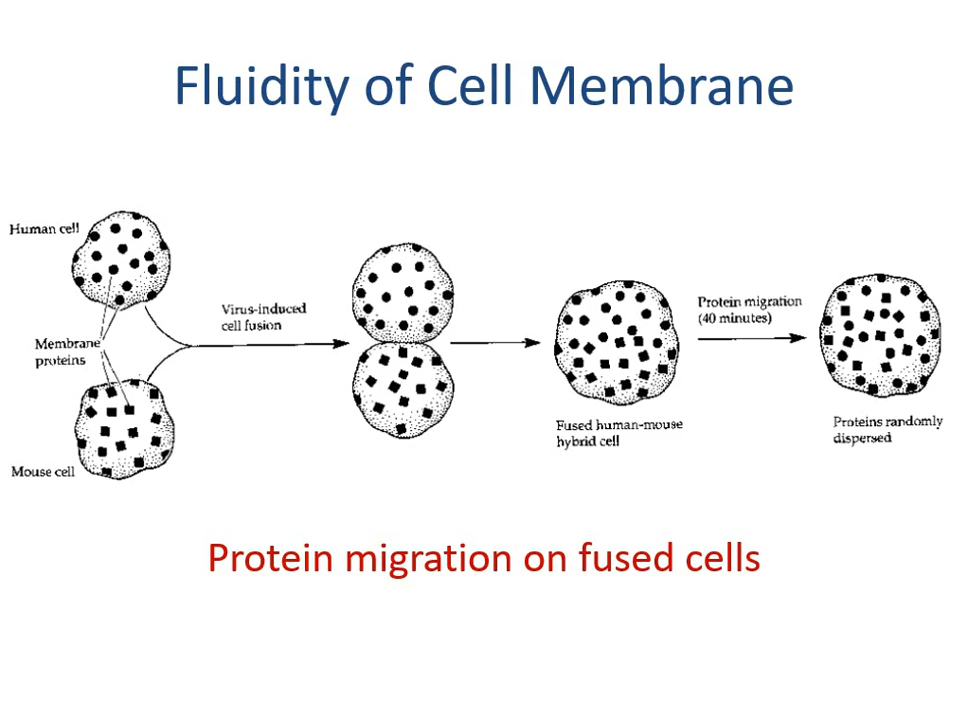 Fluidity of Cell Membrane
Human cell
Membrane
proteins
Mouse cell
Virus-induced
cell fusion
Fused human-mouse
hybrid cell
Protein migration
(40 minutes)
Proteins randomly
dispersed
Protein migration on fused cells